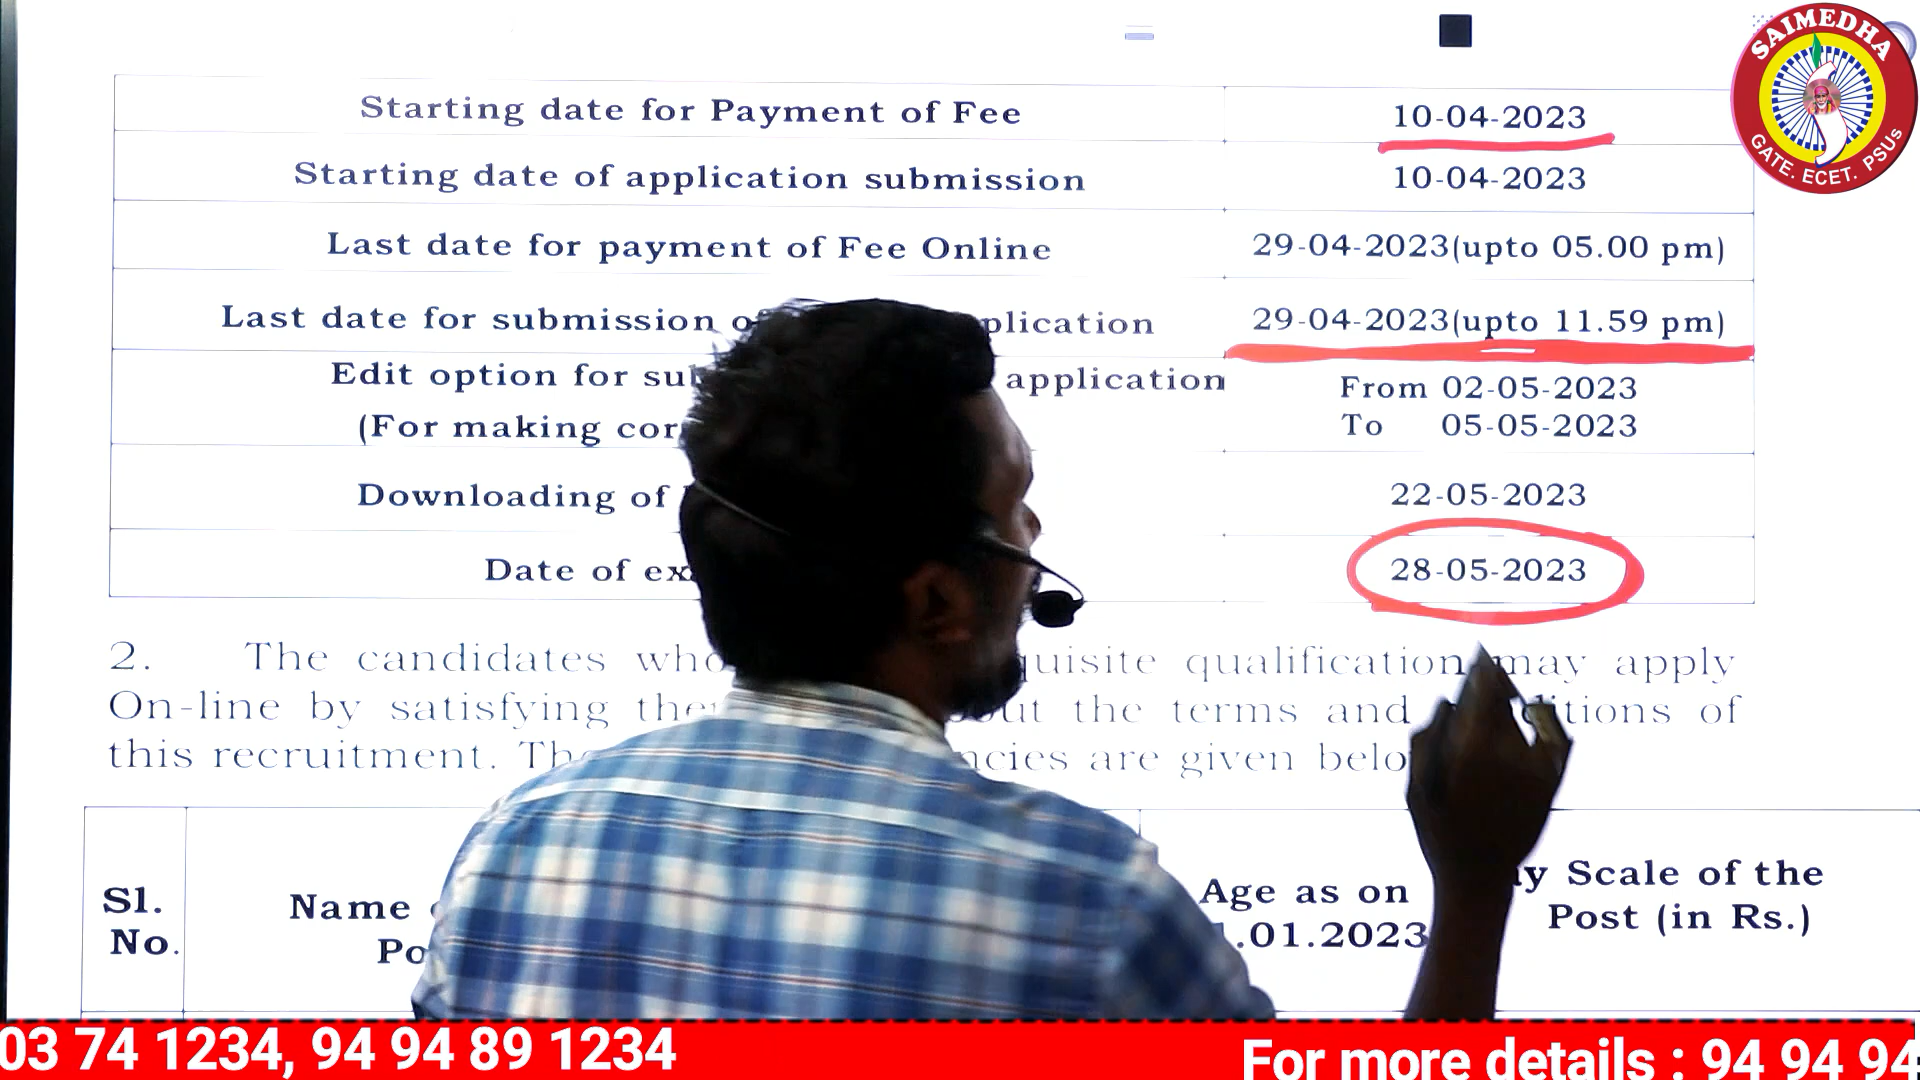 SAIMEDHA
GATE. ECET. PSUs
Starting date for Payment of Fee 10-04-2023
Starting date of application submission 10-04-2023
Last date for payment of Fee Online 29-04-2023(upto 05.00 pm)
Last date for submission plication 29-04-2023(upto 11.59 pm)
Edit option for application From 02-05-2023
(For making To 05-05-2023
Downloading of 22-05-2023
Date of 28-05-2023
2. The candidates quisite qualification may apply
On-line by satisfying the terms and of
this recruitment. ncies are given
Sl.
No.
Name
Age as on
.01.2023
Scale of the
Post (in Rs.)
03 74 1234, 94 94 89 1234
For more details : 94 94 94